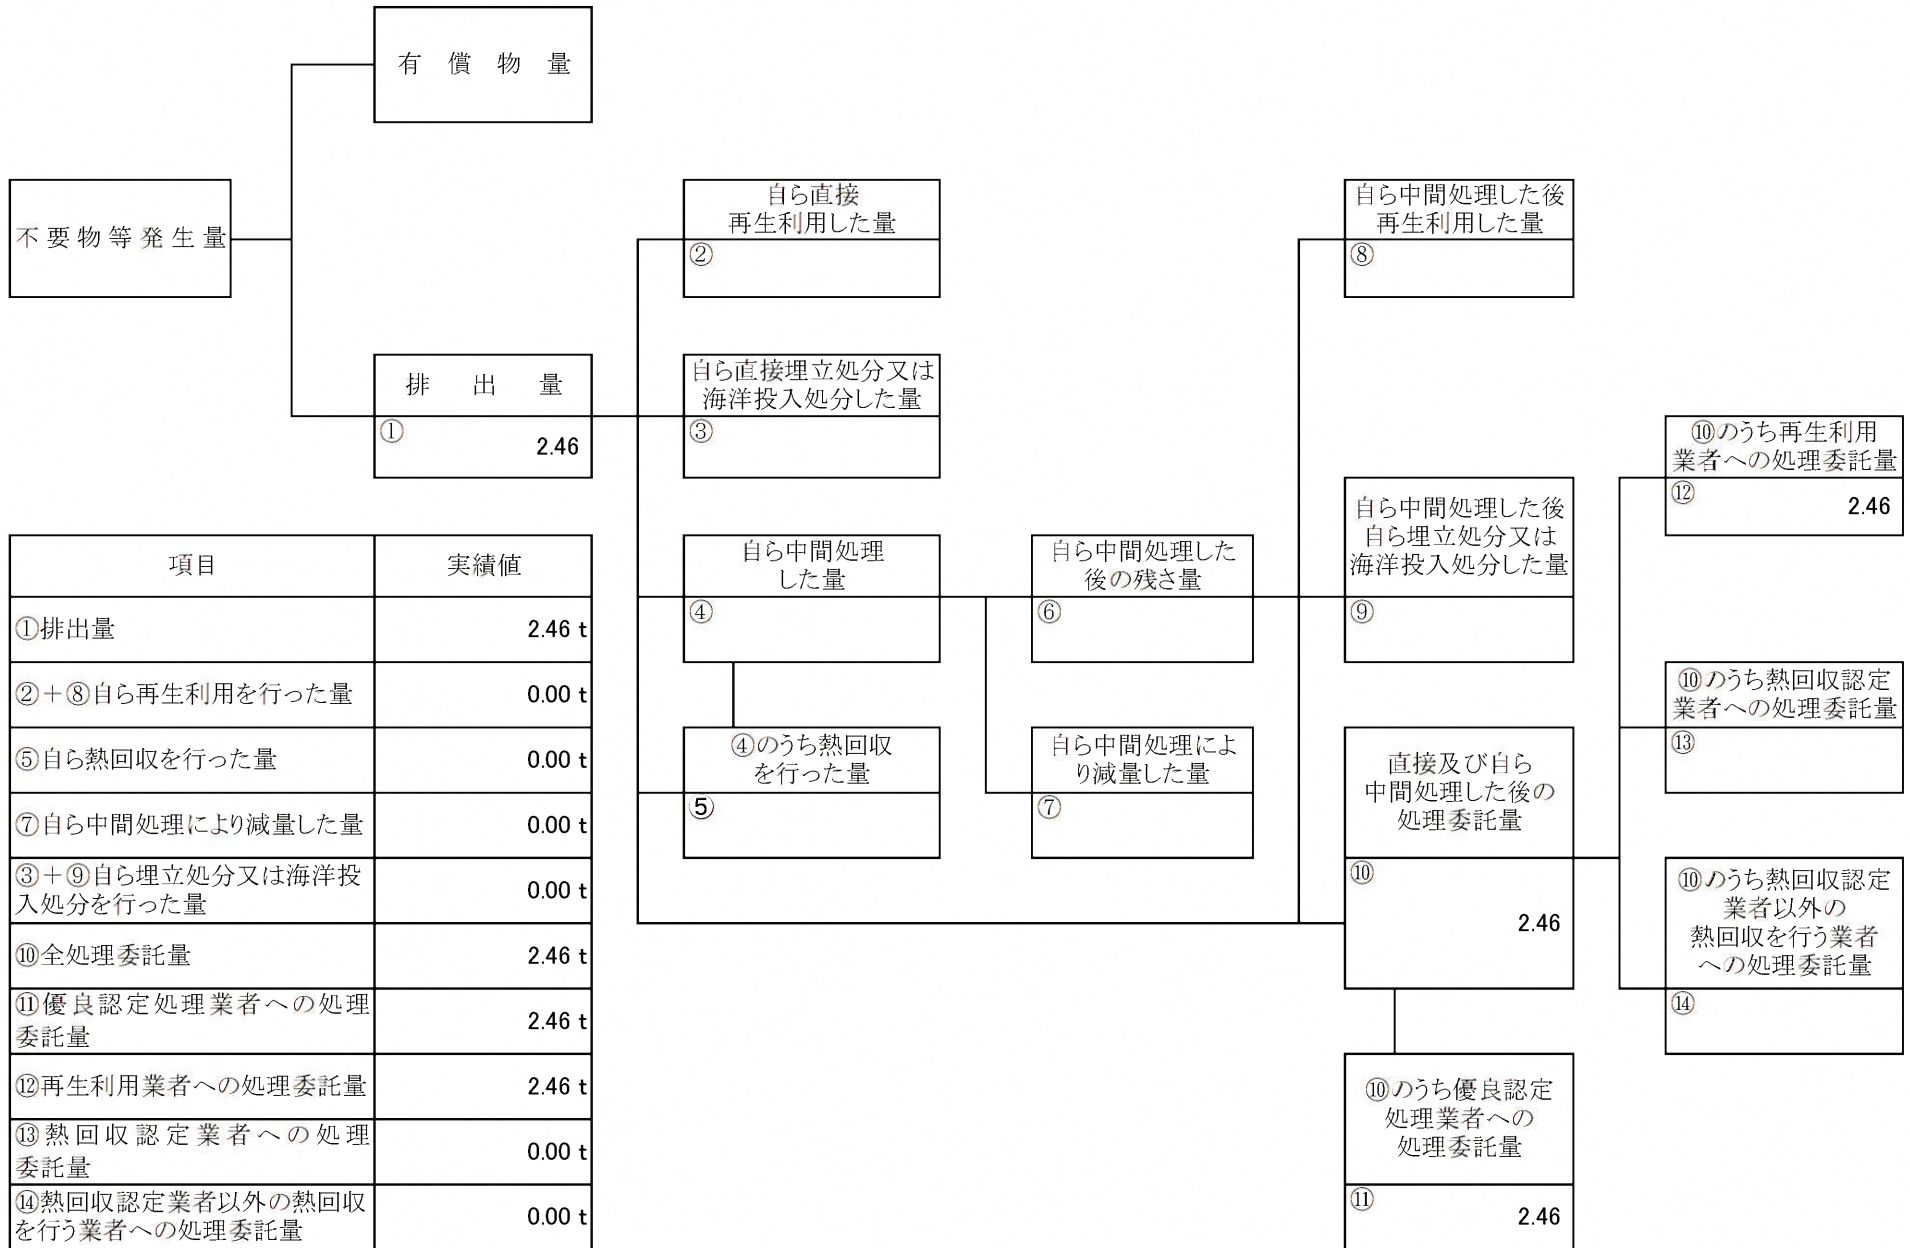 有償物量
不要物等発生量
排出量
① 2.46
自ら直接
再生利用した量
②
自ら直接埋立処分又は
海洋投入処分した量
③
自ら中間処理
した量
④
④のうち熱回収
を行った量
⑤
自ら中間処理した
後の残さ量
⑥
自ら中間処理によ
り減量した量
⑦
自ら中間処理した後
再生利用した量
⑧
自ら中間処理した後
自ら埋立処分又は
海洋投入処分した量
⑨
直接及び自ら
中間処理した後の
処理委託量
⑩
2.46
⑩のうち優良認定
処理業者への
処理委託量
⑪
2.46
⑩のうち再生利用
業者への処理委託量
⑫ 2.46
⑩のうち熱回収認定
業者への処理委託量
⑬
⑩のうち熱回収認定
業者以外の
熱回収を行う業者
への処理委託量
⑭
項目 実績値
①排出量 2.46 t
②＋⑧自ら再生利用を行った量 0.00 t
⑤自ら熱回収を行った量 0.00 t
⑦自ら中間処理により減量した量 0.00 t
③＋⑨自ら埋立処分又は海洋投
入処分を行った量 0.00 t
⑩全処理委託量 2.46 t
⑪優良認定処理業者への処理
委託量 2.46 t
⑫再生利用業者への処理委託量 2.46 t
⑬熱回収認定業者への処理
委託量 0.00 t
⑭熱回収認定業者以外の熱回収
を行う業者への処理委託量 0.00 t